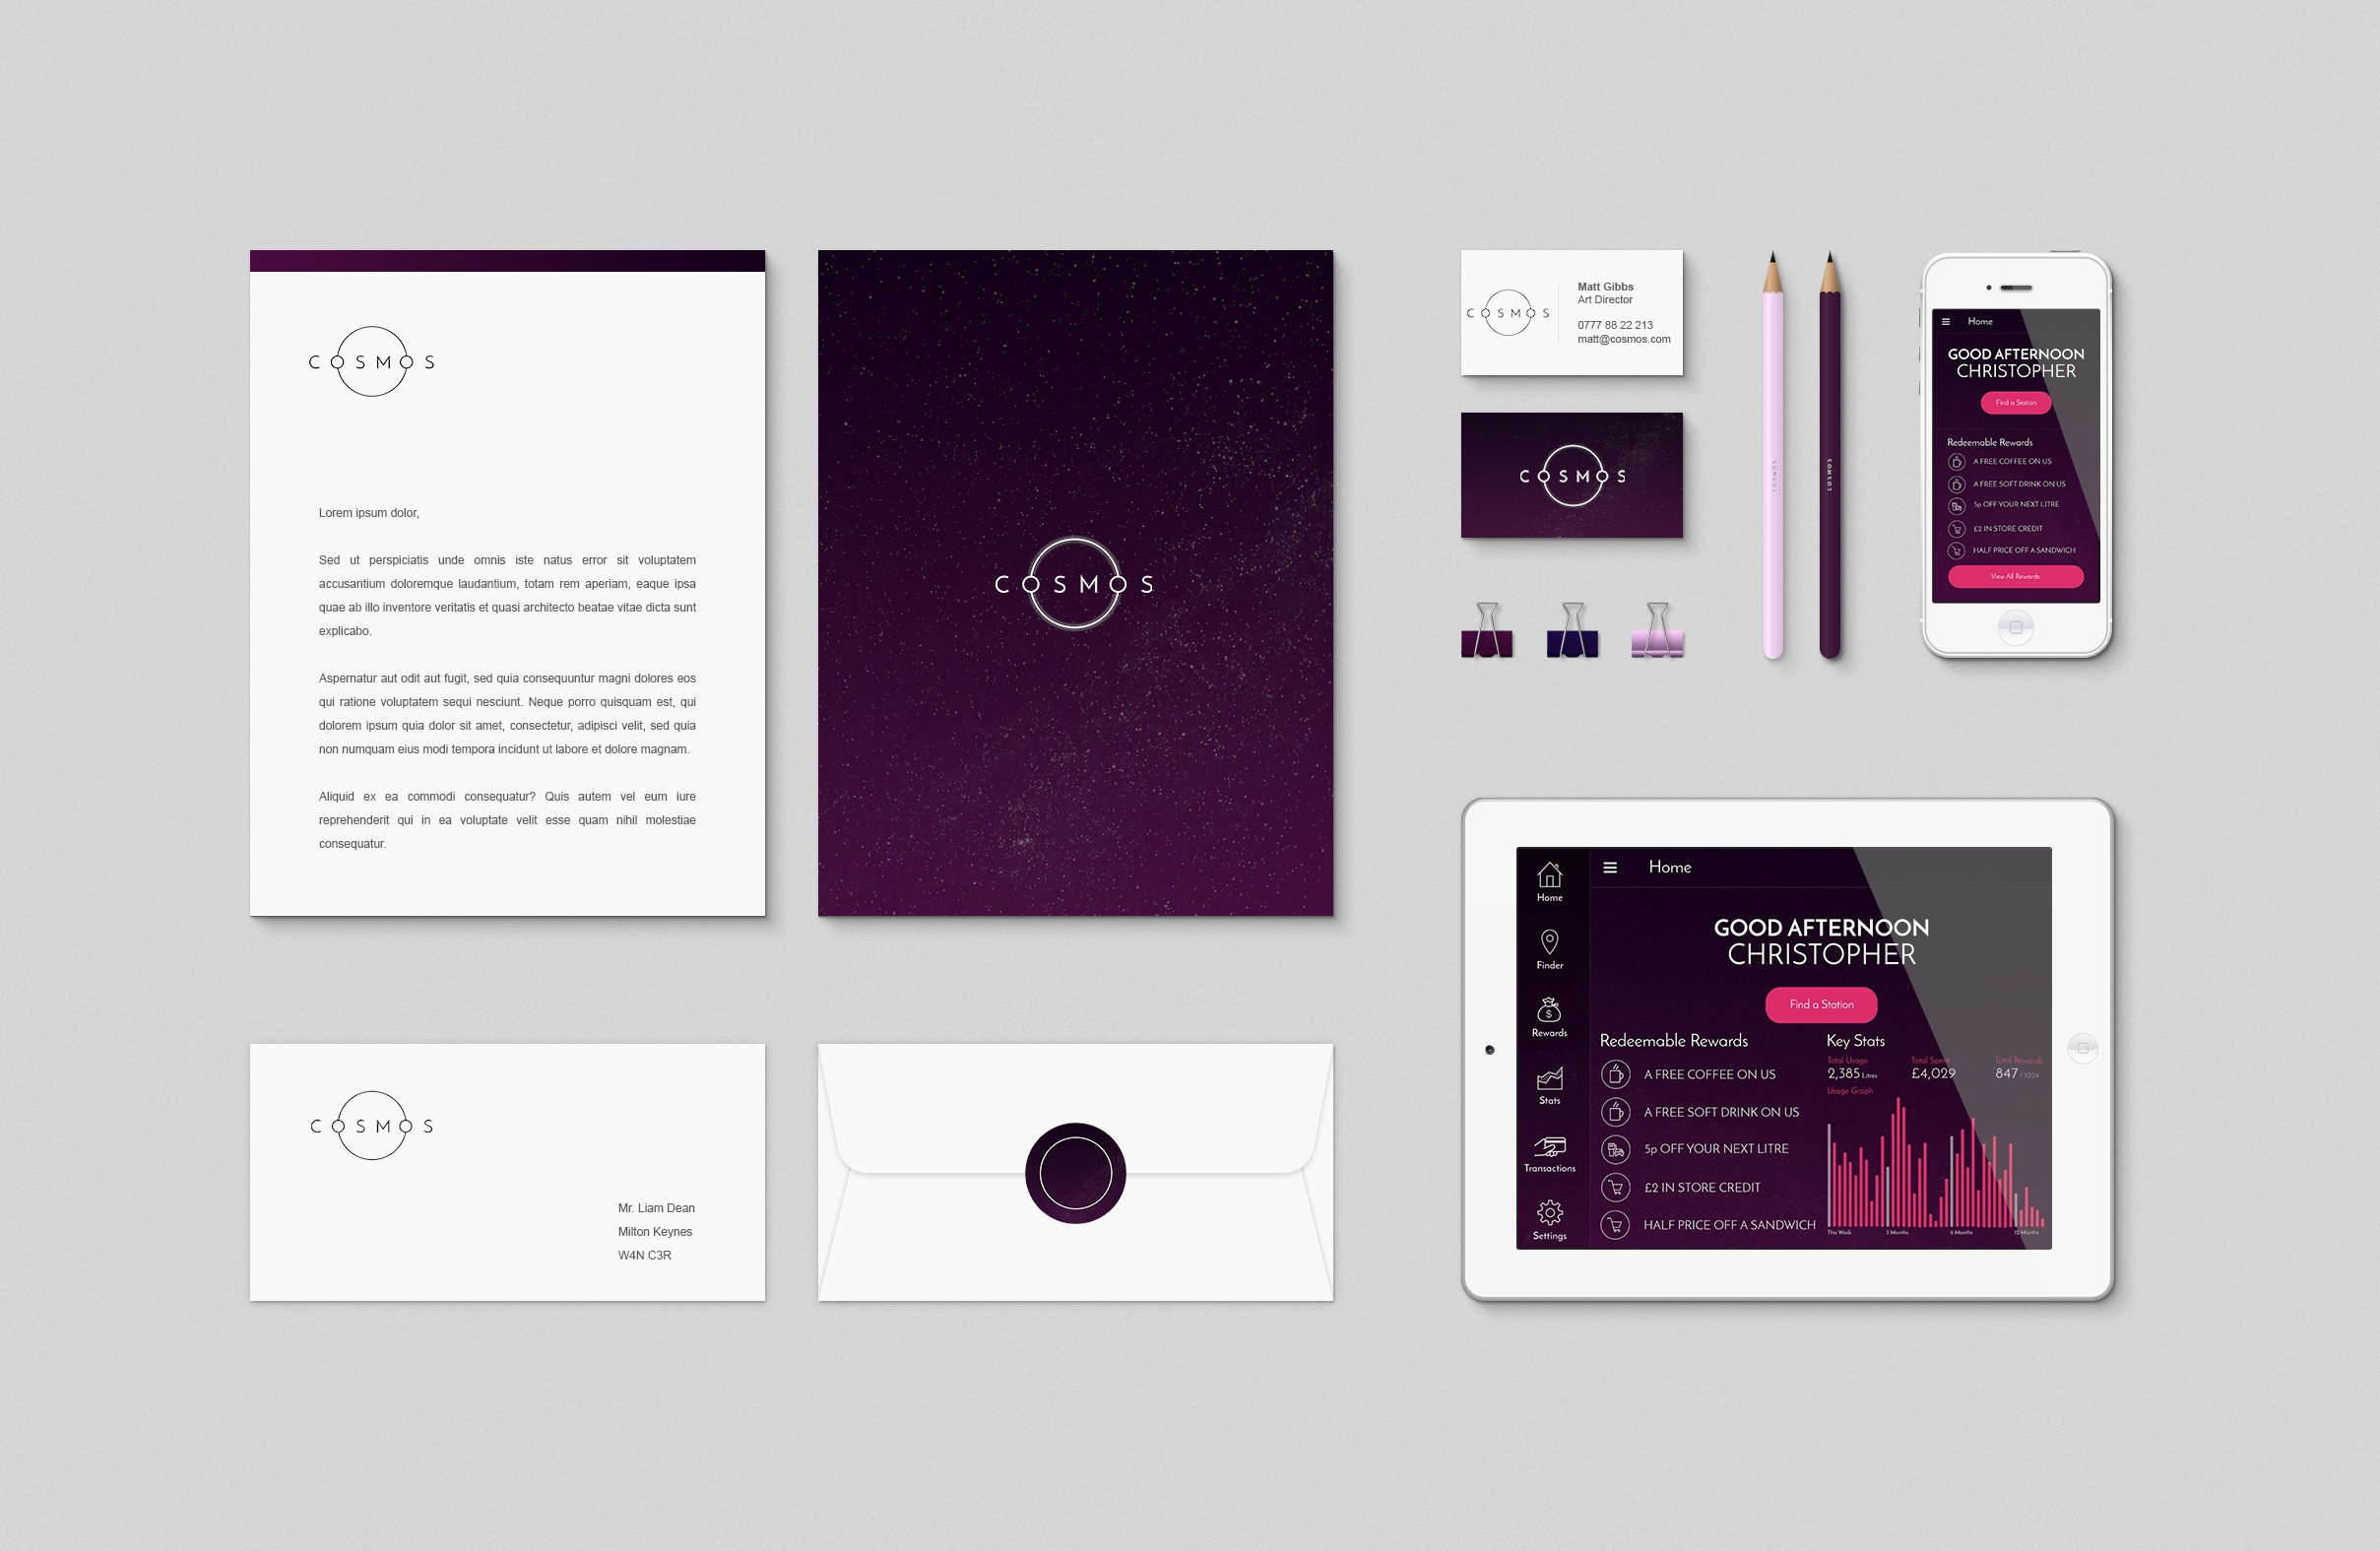 COSMOS
Lorem ipsum dolor,
Sed ut perspiciatis unde omnis iste natus error sit voluptatem
accusantium doloremque laudantium, totam rem aperiam, eaque ipsa
quae ab illo inventore veritatis et quasi architecto beatae vitae dicta sunt
explicabo.
Aspernatur aut odit aut fugit, sed quia consequuntur magni dolores eos
qui ratione voluptatem sequi nesciunt. Neque porro quisquam est, qui
dolorem ipsum quia dolor sit amet, consectetur, adipisci velit, sed quia
non numquam eius modi tempora incidunt ut labore et dolore magnam.
Aliquid ex ea commodi consequatur? Quis autem vel eum iure
reprehenderit qui in ea voluptate velit esse quam nihil molestiae
consequatur.
COSMOS
COSMOS
Matt Gibbs
Art Director
0777 88 22 213
matt@cosmos.com
COSMOS
COSMOS
COSMOS
Home
GOOD AFTERNOON
CHRISTOPHER
Find a Station
Redeemable Rewards
A FREE COFFEE ON US
A FREE SOFT DRINK ON US
5p OFF YOUR NEXT LITRE
£2 IN STORE CREDIT
HALF PRICE OFF A SANDWICH
View All Rewards
COSMOS
Mr. Liam Dean
Milton Keynes
W4N C3R
Home
Finder
Rewards
Stats
Transactions
Settings
Home
GOOD AFTERNOON
CHRISTOPHER
Find a Station
Redeemable Rewards
A FREE COFFEE ON US
A FREE SOFT DRINK ON US
5p OFF YOUR NEXT LITRE
£2 IN STORE CREDIT
HALF PRICE OFF A SANDWICH
Key Stats
Total Usage Total Spent Total Rewards
2,385 Litres £4,029 847 / 1024
Usage Graph
This Week 3 Months 6 Months 12 Months